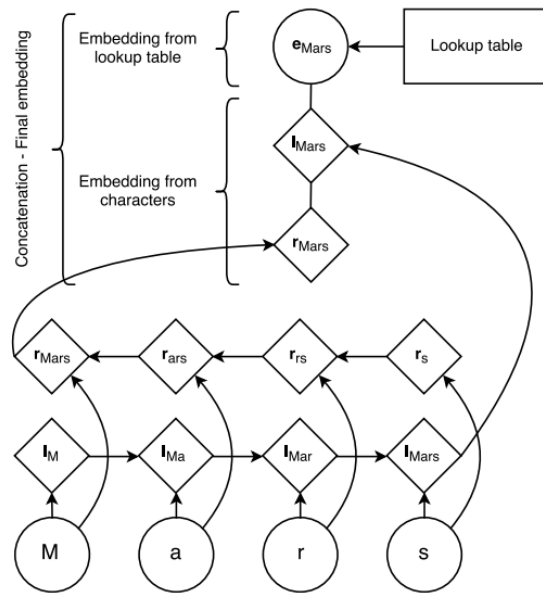 Concatenation - Final embedding
Embedding from
lookup table
e_Mars
Lookup table
Embedding from
characters
l_Mars
r_Mars
r_Mars
r_ars
r_rs
r_s
l_M
l_Ma
l_Mar
l_Mars
M
a
r
s